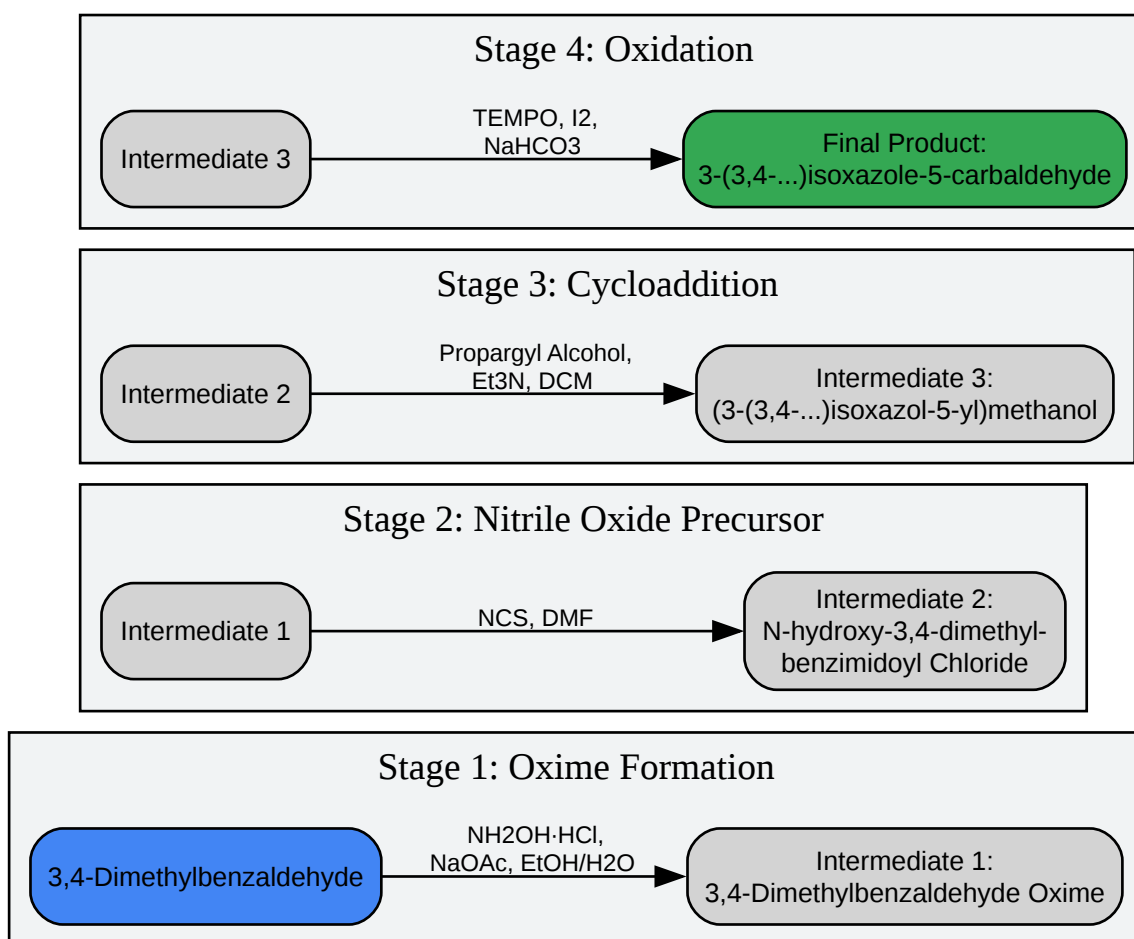 Stage 4: Oxidation
Intermediate 3
TEMPO, I2,
NaHCO3
Final Product:
3-(3,4-...)isoxazole-5-carbaldehyde
Stage 3: Cycloaddition
Intermediate 2
Propargyl Alcohol,
Et3N, DCM
Intermediate 3:
(3-(3,4-...)isoxazol-5-yl)methanol
Stage 2: Nitrile Oxide Precursor
Intermediate 1
NCS, DMF
Intermediate 2:
N-hydroxy-3,4-dimethyl-
benzimidoyl Chloride
Stage 1: Oxime Formation
3,4-Dimethylbenzaldehyde
NH2OH·HCl,
NaOAc, EtOH/H2O
Intermediate 1:
3,4-Dimethylbenzaldehyde Oxime